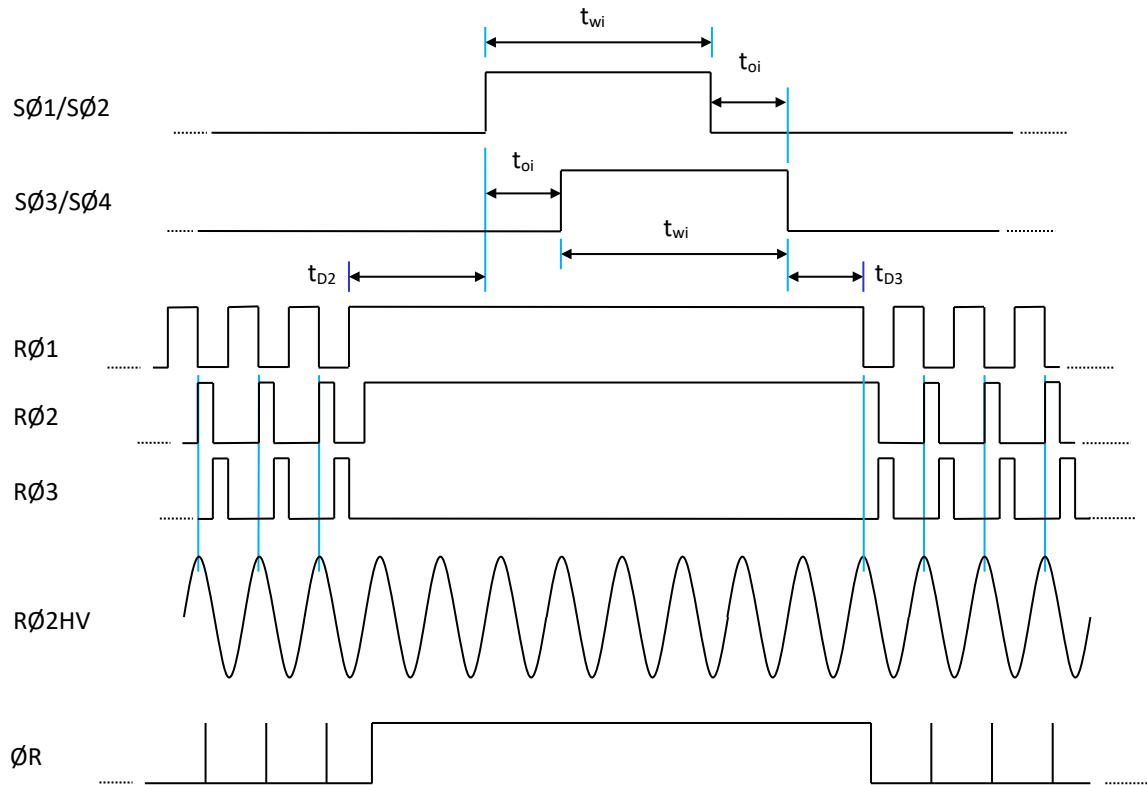 twi
toi
SØ1/SØ2
toi
SØ3/SØ4
twi
tD2
tD3
RØ1
RØ2
RØ3
RØ2HV
ØR